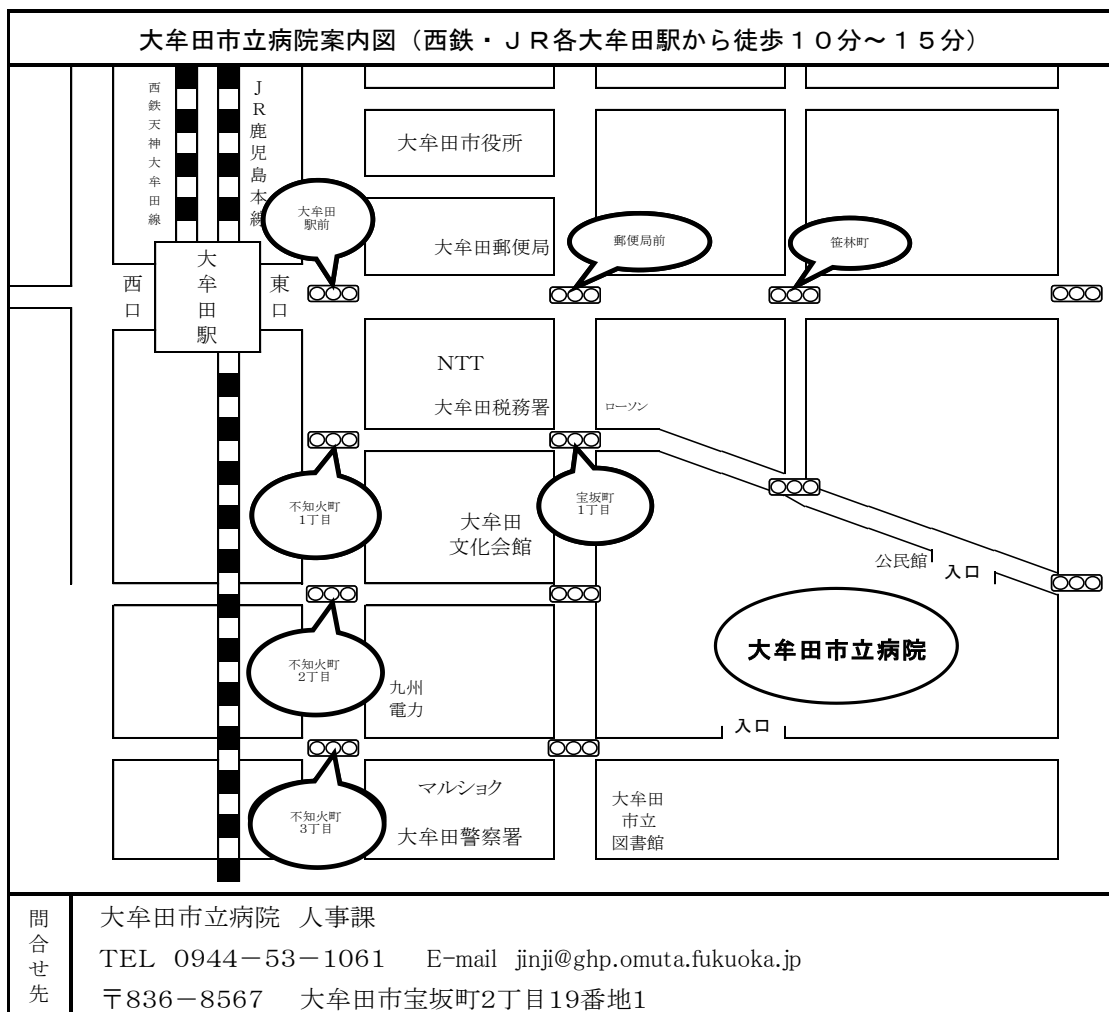 大牟田市立病院案内図（西鉄・ＪＲ各大牟田駅から徒歩１０分～１５分）
西鉄天神大牟田線
ＪＲ鹿児島本線
大牟田市役所
大牟田
駅前
大牟田郵便局
郵便局前
笹林町
西口
大牟田駅
東口
NTT
大牟田税務署
ローソン
不知火町
1丁目
大牟田
文化会館
宝坂町
1丁目
公民館
入口
不知火町
2丁目
九州
電力
大牟田市立病院
入口
不知火町
3丁目
マルショク
大牟田警察署
大牟田
市立
図書館
問合せ先
大牟田市立病院 人事課
TEL 0944－53－1061 E-mail jinji@ghp.omuta.fukuoka.jp
〒836－8567 大牟田市宝坂町2丁目19番地1